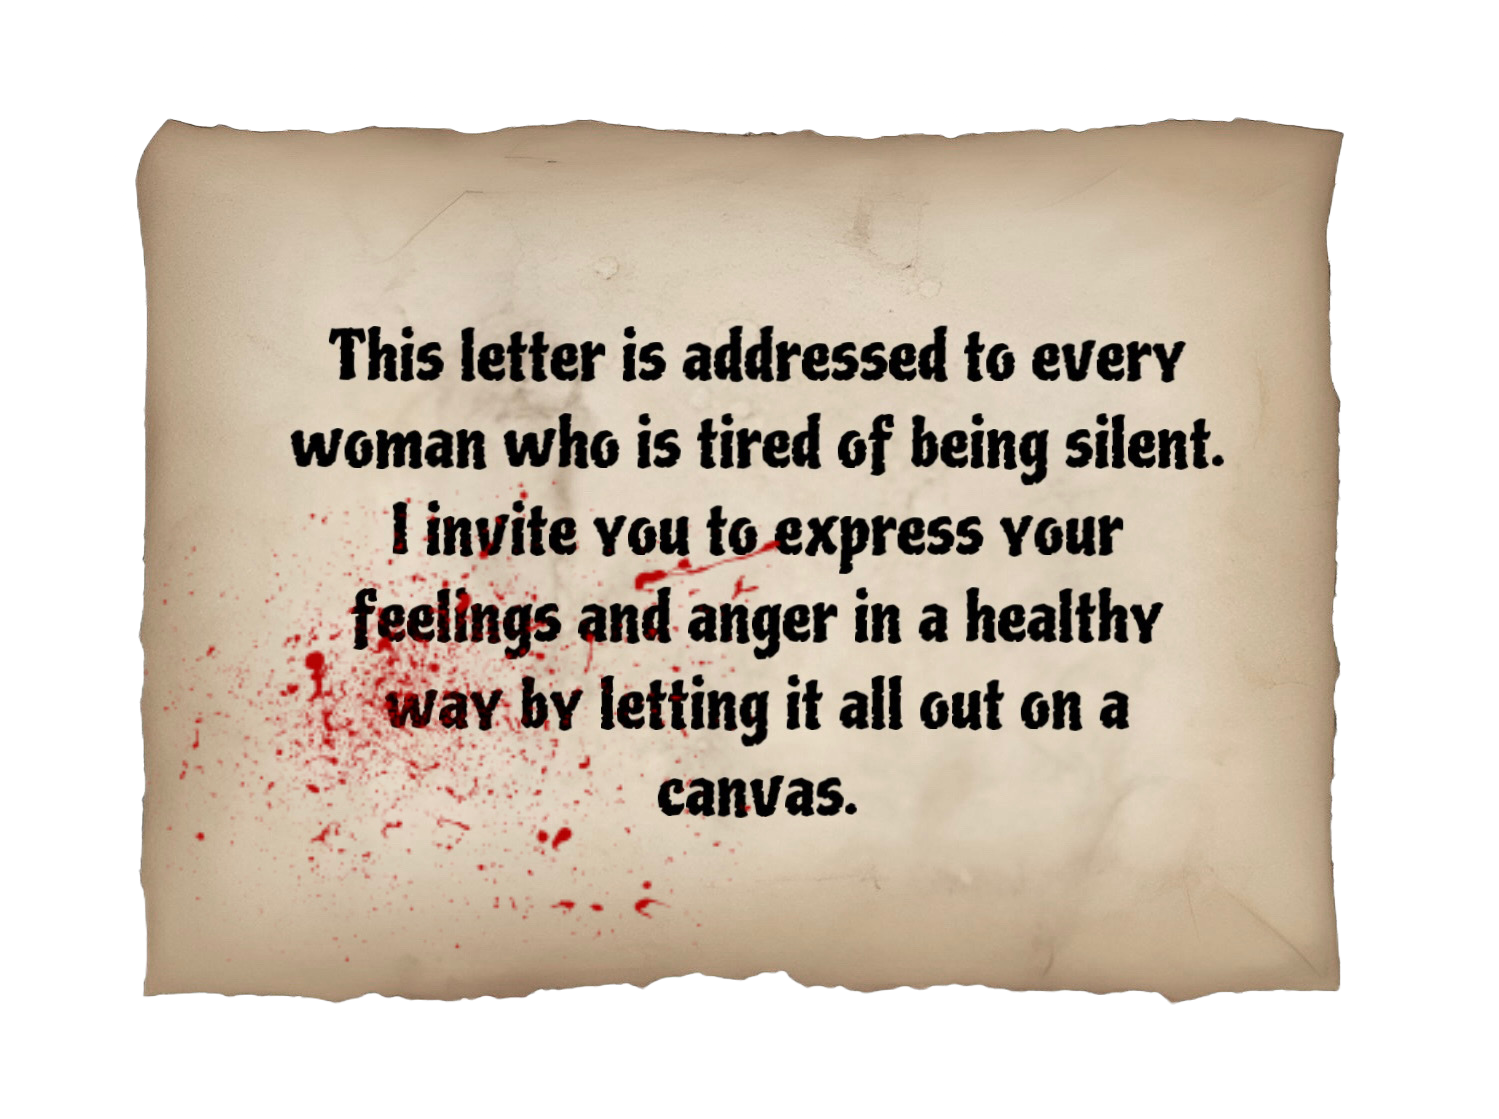 This letter is addressed to every
woman who is tired of being silent.
I invite you to express your
feelings and anger in a healthy
way by letting it all out on a
canvas.